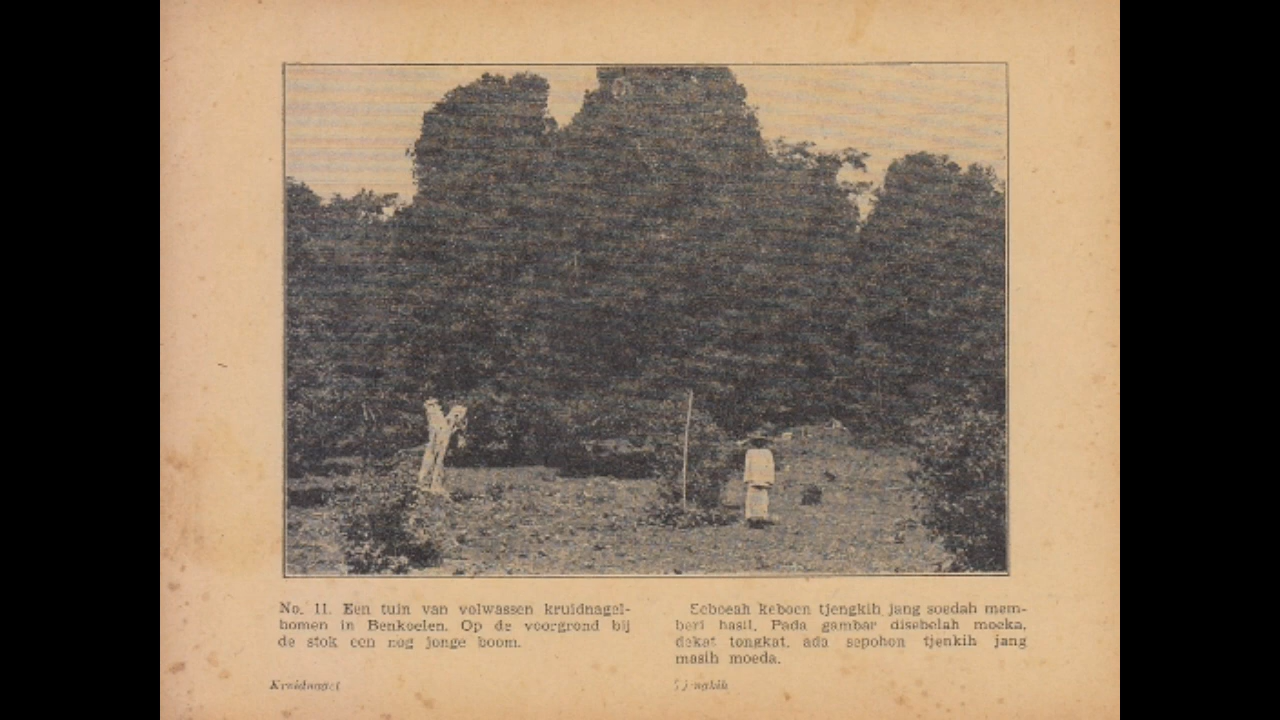 No. 11. Een tuin van volwassen kruidnagel-
bomen in Benkoelen. Op de voorgrond bij
de stok een nog jonge boom.
Seboeah keboen tjengkih jang soedah mem-
beri hasil. Pada gambar disebelah moeka,
dekat tongkat, ada sepohon tjenkih jang
masih moeda.
Kruidnagel
Tjengkih